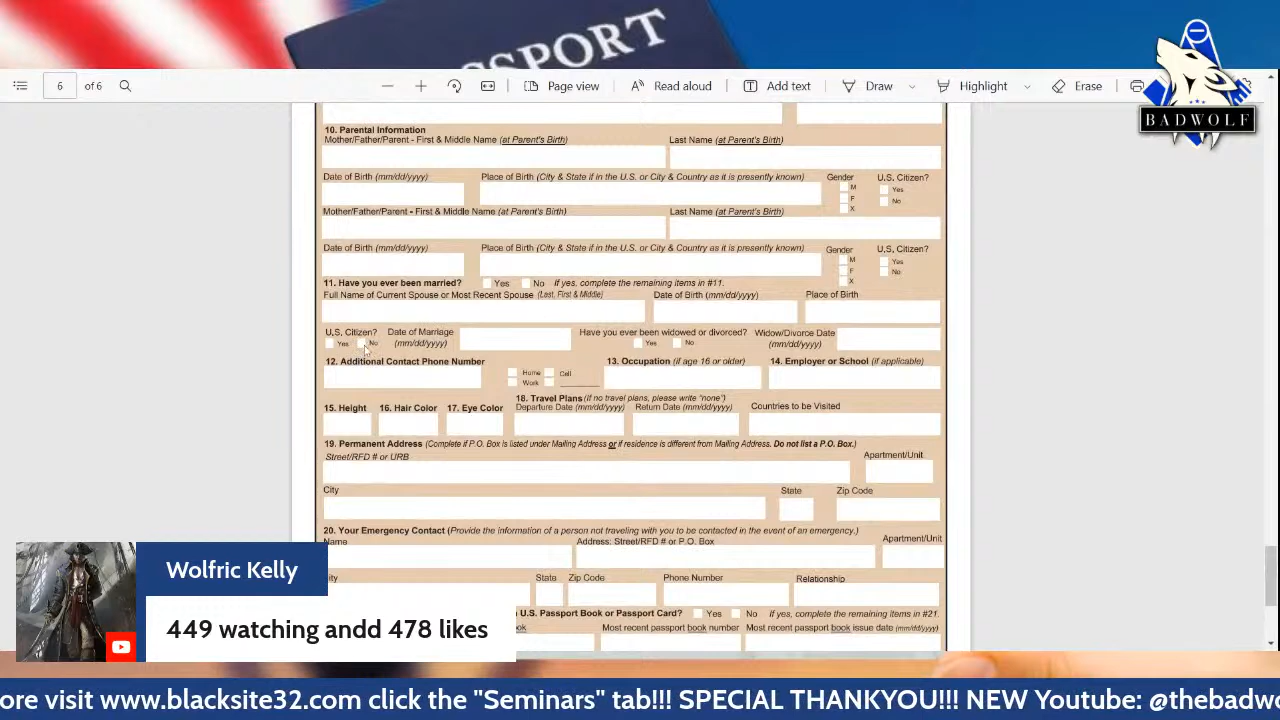 SSPORT
BADWOLF
6 of 6
Page view
Read aloud
Add text
Draw
Highlight
Erase
10. Parental Information
Mother/Father/Parent - First & Middle Name (at Parent's Birth) Last Name (at Parent's Birth)
Date of Birth (mm/dd/yyyy) Place of Birth (City & State if in the U.S. or City & Country as it is presently known) Gender U.S. Citizen?
M Yes
F No
X
Mother/Father/Parent - First & Middle Name (at Parent's Birth) Last Name (at Parent's Birth)
Date of Birth (mm/dd/yyyy) Place of Birth (City & State if in the U.S. or City & Country as it is presently known) Gender U.S. Citizen?
M Yes
F No
X
11. Have you ever been married? Yes No If yes, complete the remaining items in #11.
Full Name of Current Spouse or Most Recent Spouse (Last, First & Middle) Date of Birth (mm/dd/yyyy) Place of Birth
U.S. Citizen? Date of Marriage Have you ever been widowed or divorced? Widow/Divorce Date
Yes No (mm/dd/yyyy) Yes No (mm/dd/yyyy)
12. Additional Contact Phone Number 13. Occupation (if age 16 or older) 14. Employer or School (if applicable)
Home Cell
Work
18. Travel Plans (If no travel plans, please write "none")
15. Height 16. Hair Color 17. Eye Color Departure Date (mm/dd/yyyy) Return Date (mm/dd/yyyy) Countries to be Visited
19. Permanent Address (Complete if P.O. Box is listed under Mailing Address or if residence is different from Mailing Address. Do not list a P.O. Box.)
Street/RFD # or URB Apartment/Unit
City State Zip Code
20. Your Emergency Contact (Provide the information of a person not traveling with you to be contacted in the event of an emergency.)
Name Address: Street/RFD # or P.O. Box Apartment/Unit
ity State Zip Code Phone Number Relationship
U.S. Passport Book or Passport Card? Yes No If yes, complete the remaining items in #21.
ook Most recent passport book number Most recent passport book issue date (mm/dd/yyyy)
Wolfric Kelly
449 watching andd 478 likes
ore visit www.blacksite32.com click the "Seminars" tab!!! SPECIAL THANKYOU!!! NEW Youtube: @thebadwo